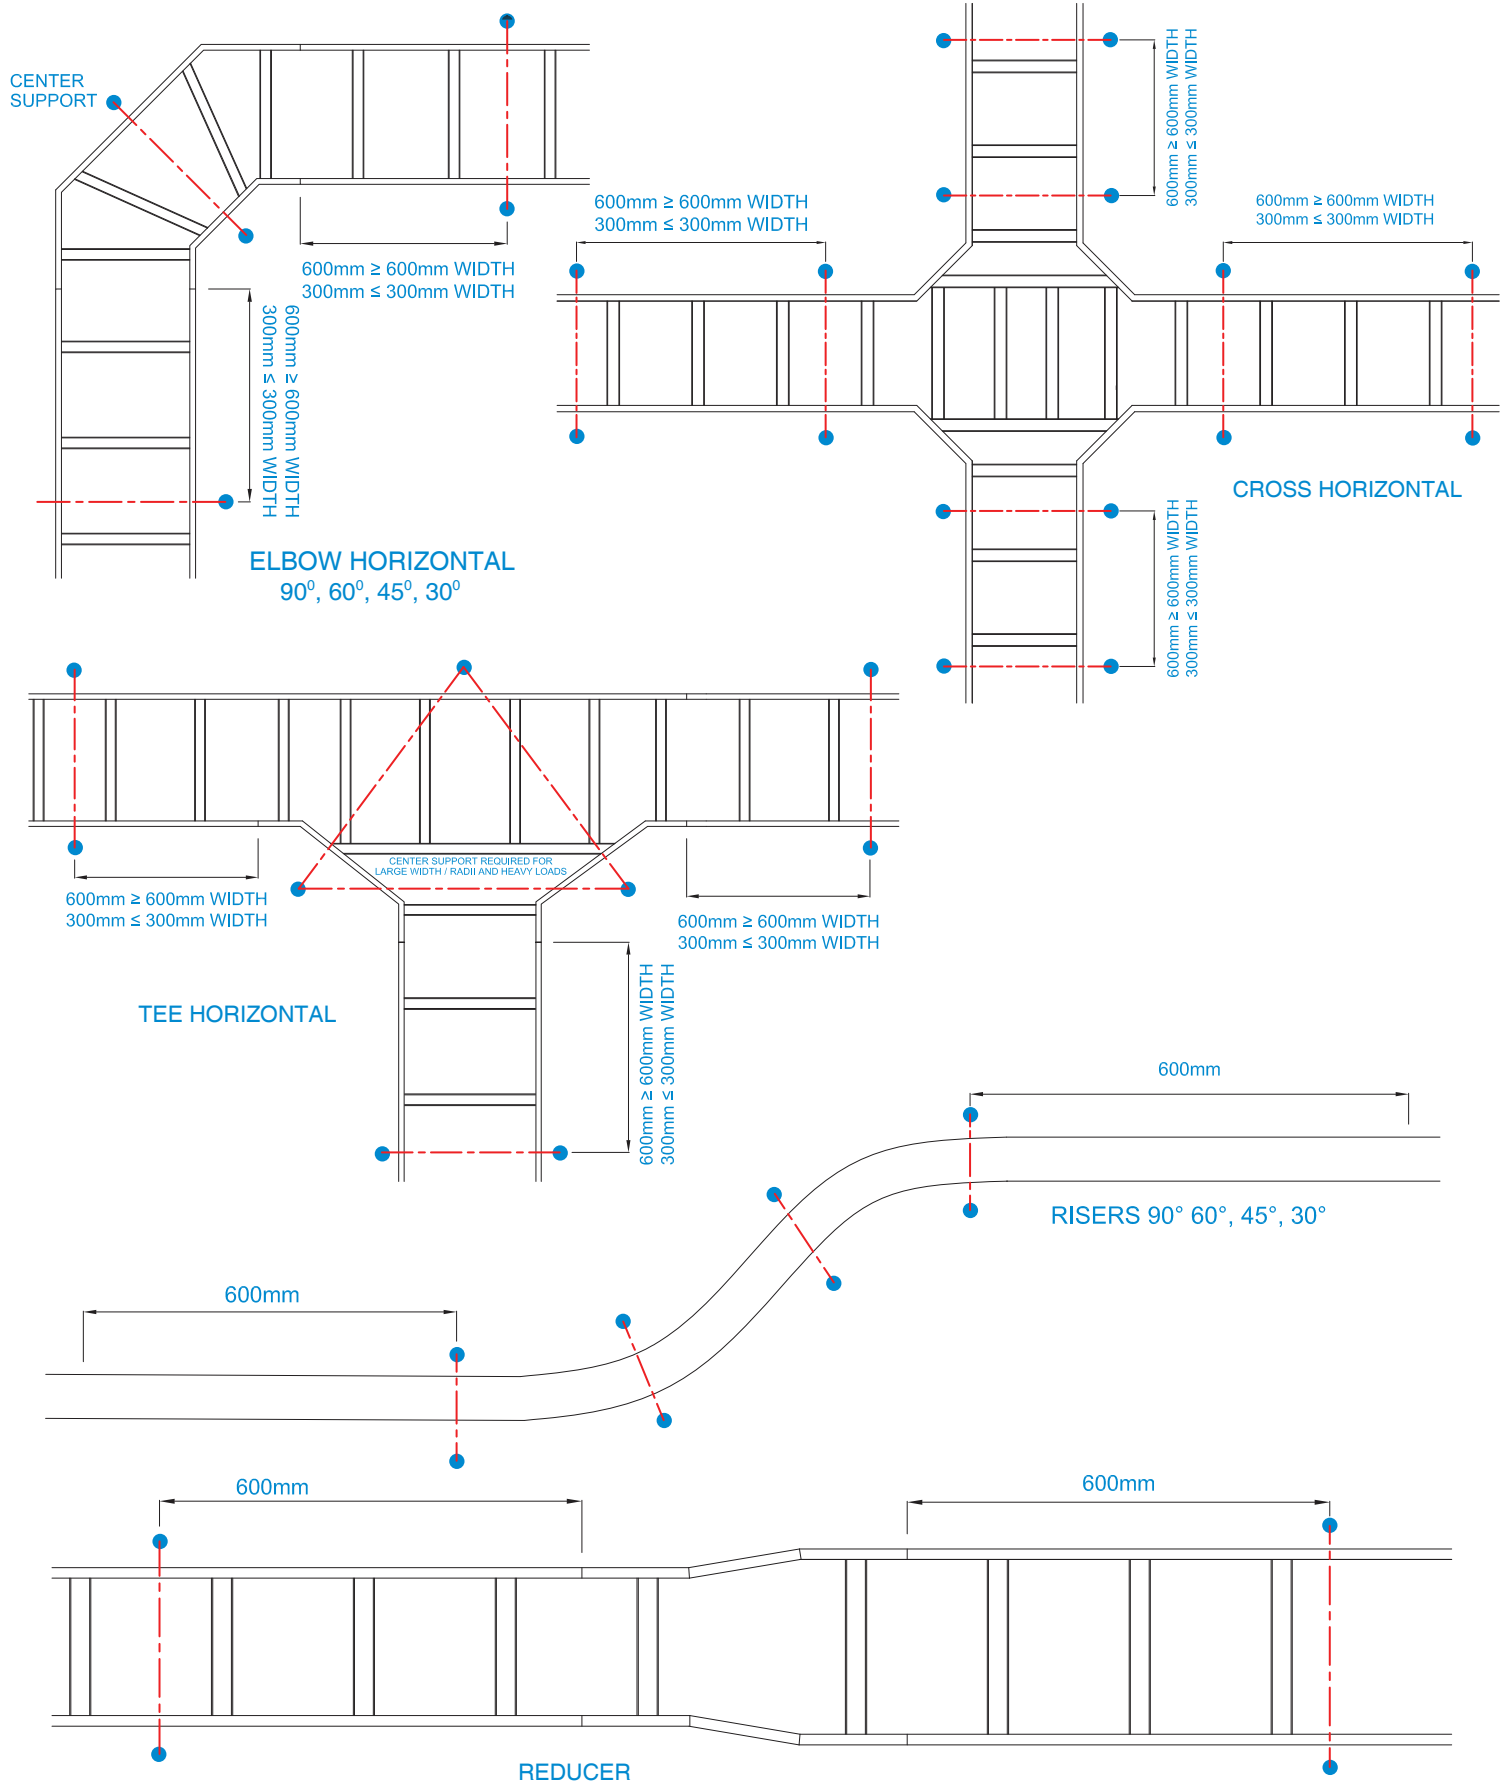 CENTER
SUPPORT
600mm ≥ 600mm WIDTH
300mm ≤ 300mm WIDTH
600mm ≥ 600mm WIDTH
300mm ≤ 300mm WIDTH
ELBOW HORIZONTAL
90⁰, 60⁰, 45⁰, 30⁰
600mm ≥ 600mm WIDTH
300mm ≤ 300mm WIDTH
600mm ≥ 600mm WIDTH
300mm ≤ 300mm WIDTH
600mm ≥ 600mm WIDTH
300mm ≤ 300mm WIDTH
CROSS HORIZONTAL
600mm ≥ 600mm WIDTH
300mm ≤ 300mm WIDTH
CENTER SUPPORT REQUIRED FOR
LARGE WIDTH / RADII AND HEAVY LOADS
600mm ≥ 600mm WIDTH
300mm ≤ 300mm WIDTH
600mm ≥ 600mm WIDTH
300mm ≤ 300mm WIDTH
600mm ≥ 600mm WIDTH
300mm ≤ 300mm WIDTH
TEE HORIZONTAL
600mm
RISERS 90° 60°, 45°, 30°
600mm
600mm
600mm
REDUCER